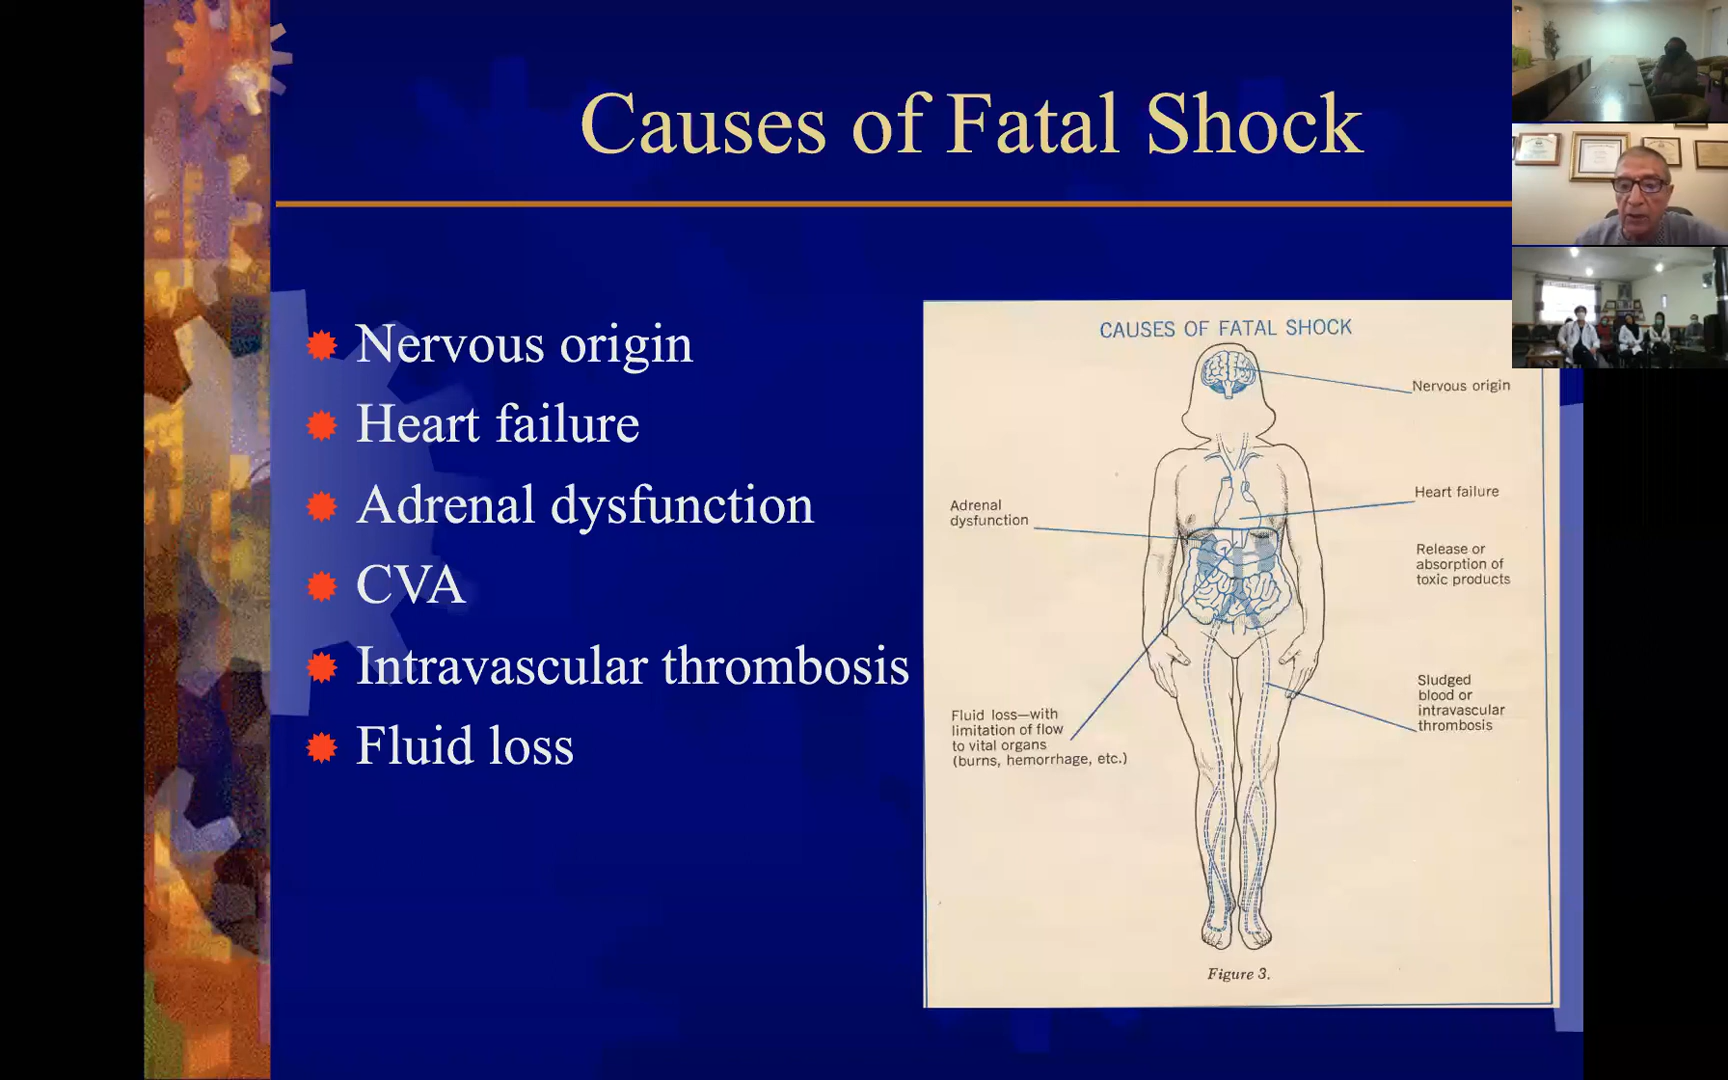 Causes of Fatal Shock
Nervous origin
Heart failure
Adrenal dysfunction
CVA
Intravascular thrombosis
Fluid loss
CAUSES OF FATAL SHOCK
Nervous origin
Heart failure
Adrenal
dysfunction
Release or
absorption of
toxic products
Sludged
blood or
intravascular
thrombosis
Fluid loss—with
limitation of flow
to vital organs
(burns, hemorrhage, etc.)
Figure 3.